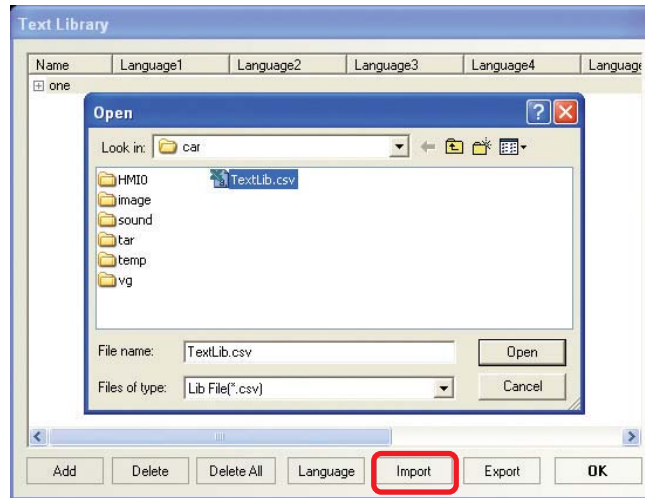 Text Library
Name Language1 Language2 Language3 Language4 Language
one
Open
Look in: car
HMI0 TextLib.csv
image
sound
tar
temp
vg
File name: TextLib.csv Open
Files of type: Lib File(*.csv) Cancel
Add Delete Delete All Language Import Export OK